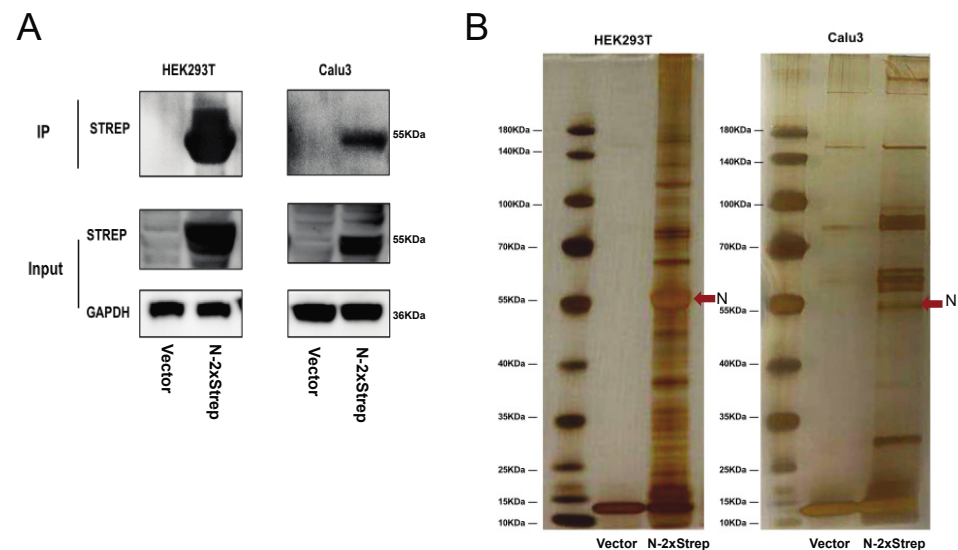 A
HEK293T
Calu3
IP
STREP
55KDa
STREP
55KDa
Input
GAPDH
36KDa
Vector
N-2xStrep
Vector
N-2xStrep
B
HEK293T
180KDa
140KDa
100KDa
70KDa
55KDa
40KDa
35KDa
25KDa
15KDa
10KDa
N
Vector N-2xStrep
Calu3
180KDa
140KDa
100KDa
70KDa
55KDa
40KDa
35KDa
25KDa
15KDa
10KDa
N
Vector N-2xStrep